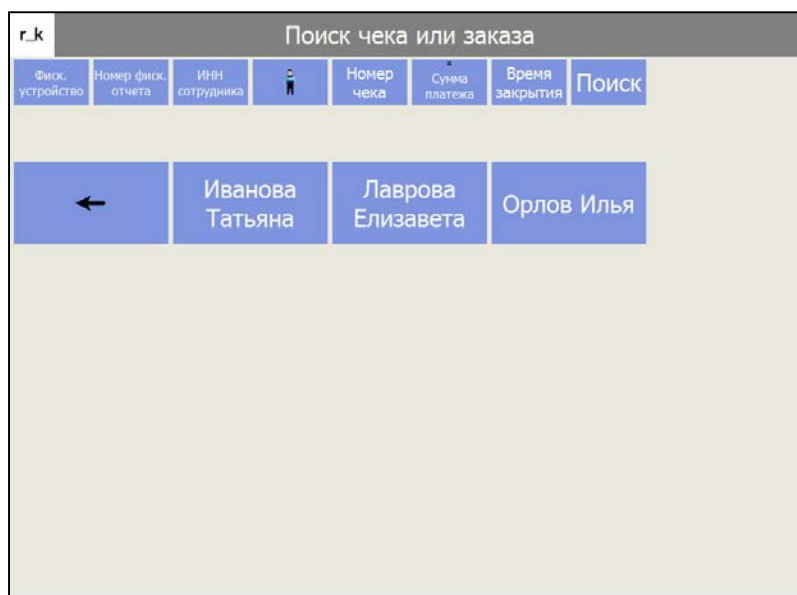 r_k
Поиск чека или заказа
Фиск.
устройство
Номер фиск.
отчета
ИНН
сотрудника
Номер
чека
Сумма
платежа
Время
закрытия
Поиск
Иванова
Татьяна
Лаврова
Елизавета
Орлов Илья